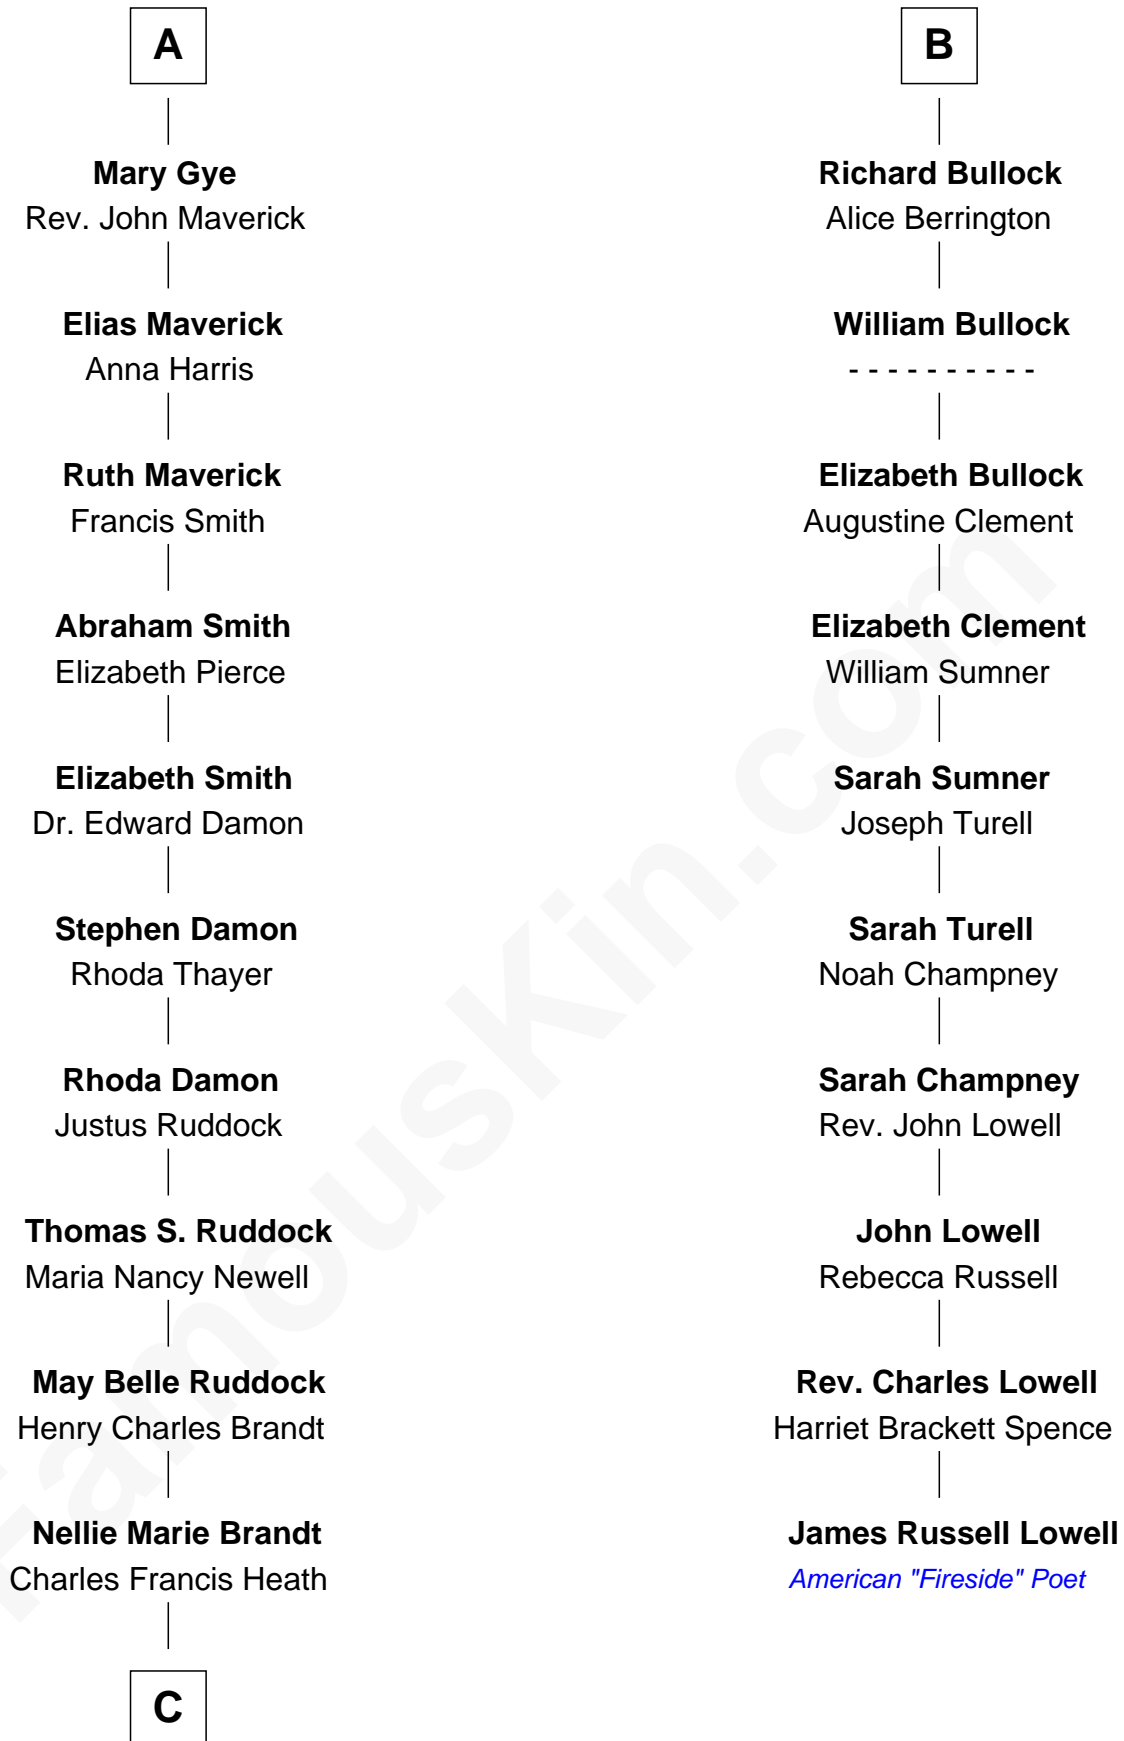 A
Mary Gye
Rev. John Maverick
Elias Maverick
Anna Harris
Ruth Maverick
Francis Smith
Abraham Smith
Elizabeth Pierce
Elizabeth Smith
Dr. Edward Damon
Stephen Damon
Rhoda Thayer
Rhoda Damon
Justus Ruddock
Thomas S. Ruddock
Maria Nancy Newell
May Belle Ruddock
Henry Charles Brandt
Nellie Marie Brandt
Charles Francis Heath
C
B
Richard Bullock
Alice Berrington
William Bullock
- - - - - - - - - -
Elizabeth Bullock
Augustine Clement
Elizabeth Clement
William Sumner
Sarah Sumner
Joseph Turell
Sarah Turell
Noah Champney
Sarah Champney
Rev. John Lowell
John Lowell
Rebecca Russell
Rev. Charles Lowell
Harriet Brackett Spence
James Russell Lowell
American "Fireside" Poet
FamousKin.com